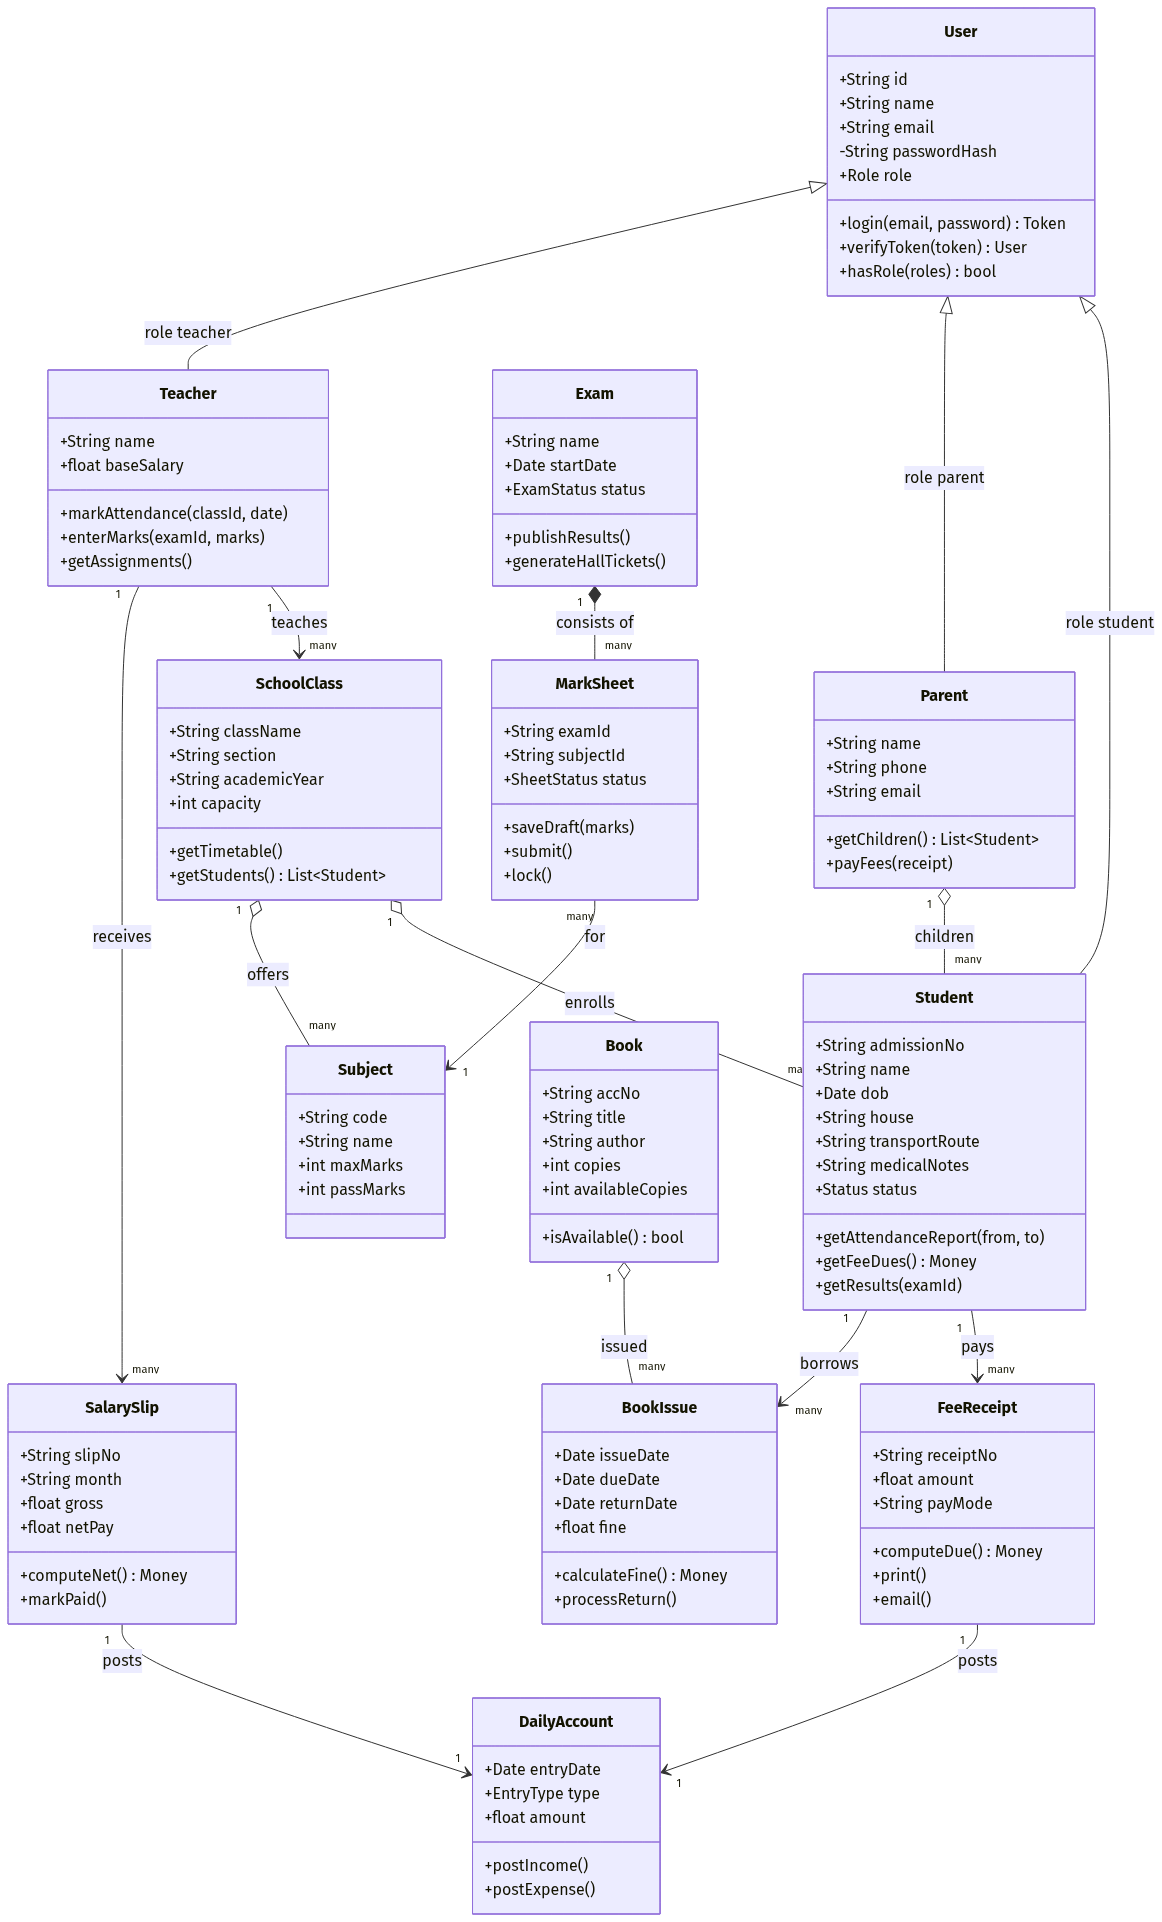 User
+String id
+String name
+String email
-String passwordHash
+Role role
+login(email, password) : Token
+verifyToken(token) : User
+hasRole(roles) : bool
role teacher
Teacher
+String name
+float baseSalary
+markAttendance(classId, date)
+enterMarks(examId, marks)
+getAssignments()
Exam
+String name
+Date startDate
+ExamStatus status
+publishResults()
+generateHallTickets()
role parent
role student
1
1
teaches
many
1
consists of
many
SchoolClass
+String className
+String section
+String academicYear
+int capacity
+getTimetable()
+getStudents() : List<Student>
MarkSheet
+String examId
+String subjectId
+SheetStatus status
+saveDraft(marks)
+submit()
+lock()
Parent
+String name
+String phone
+String email
+getChildren() : List<Student>
+payFees(receipt)
receives
1
offers
many
1
enrolls
ma
many
for
1
1
children
many
Subject
+String code
+String name
+int maxMarks
+int passMarks
Book
+String accNo
+String title
+String author
+int copies
+int availableCopies
+isAvailable() : bool
Student
+String admissionNo
+String name
+Date dob
+String house
+String transportRoute
+String medicalNotes
+Status status
+getAttendanceReport(from, to)
+getFeeDues() : Money
+getResults(examId)
many
1
issued
many
1
borrows
many
1
pays
many
SalarySlip
+String slipNo
+String month
+float gross
+float netPay
+computeNet() : Money
+markPaid()
BookIssue
+Date issueDate
+Date dueDate
+Date returnDate
+float fine
+calculateFine() : Money
+processReturn()
FeeReceipt
+String receiptNo
+float amount
+String payMode
+computeDue() : Money
+print()
+email()
1
posts
1
1
posts
1
DailyAccount
+Date entryDate
+EntryType type
+float amount
+postIncome()
+postExpense()